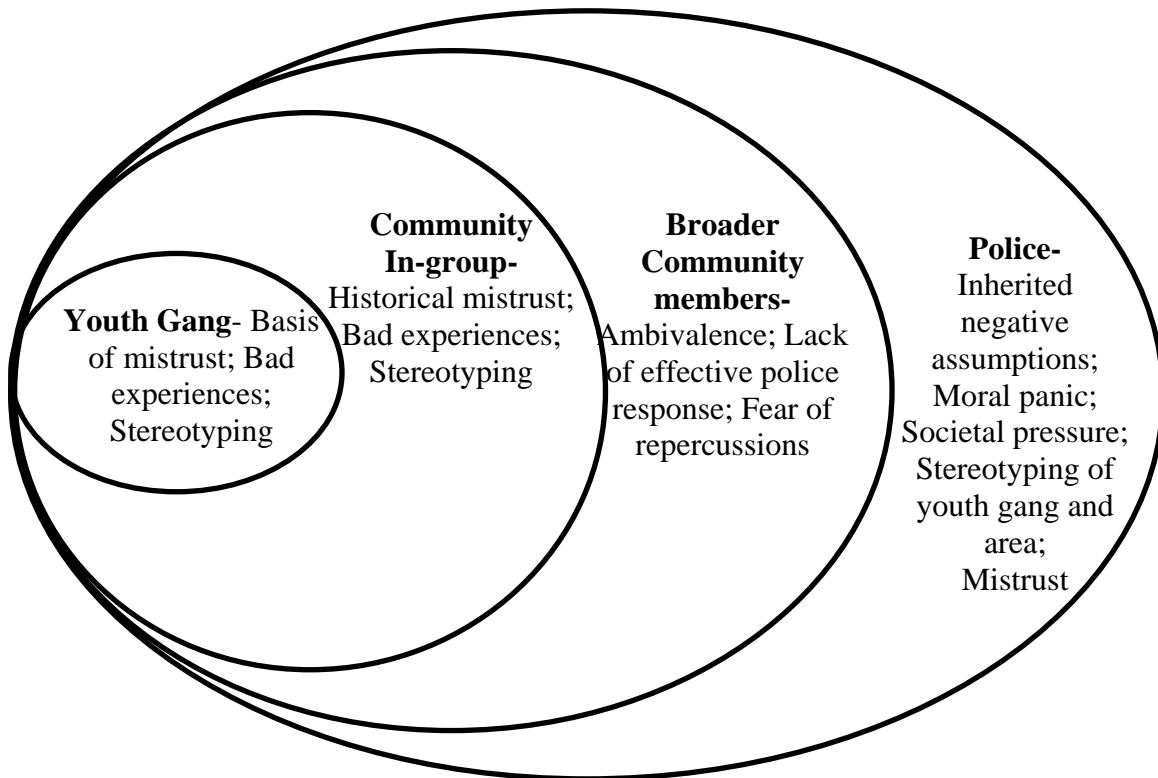 Youth Gang- Basis
of mistrust; Bad
experiences;
Stereotyping
Community
In-group-
Historical mistrust;
Bad experiences;
Stereotyping
Broader
Community
members-
Ambivalence; Lack
of effective police
response; Fear of
repercussions
Police-
Inherited
negative
assumptions;
Moral panic;
Societal pressure;
Stereotyping of
youth gang and
area;
Mistrust